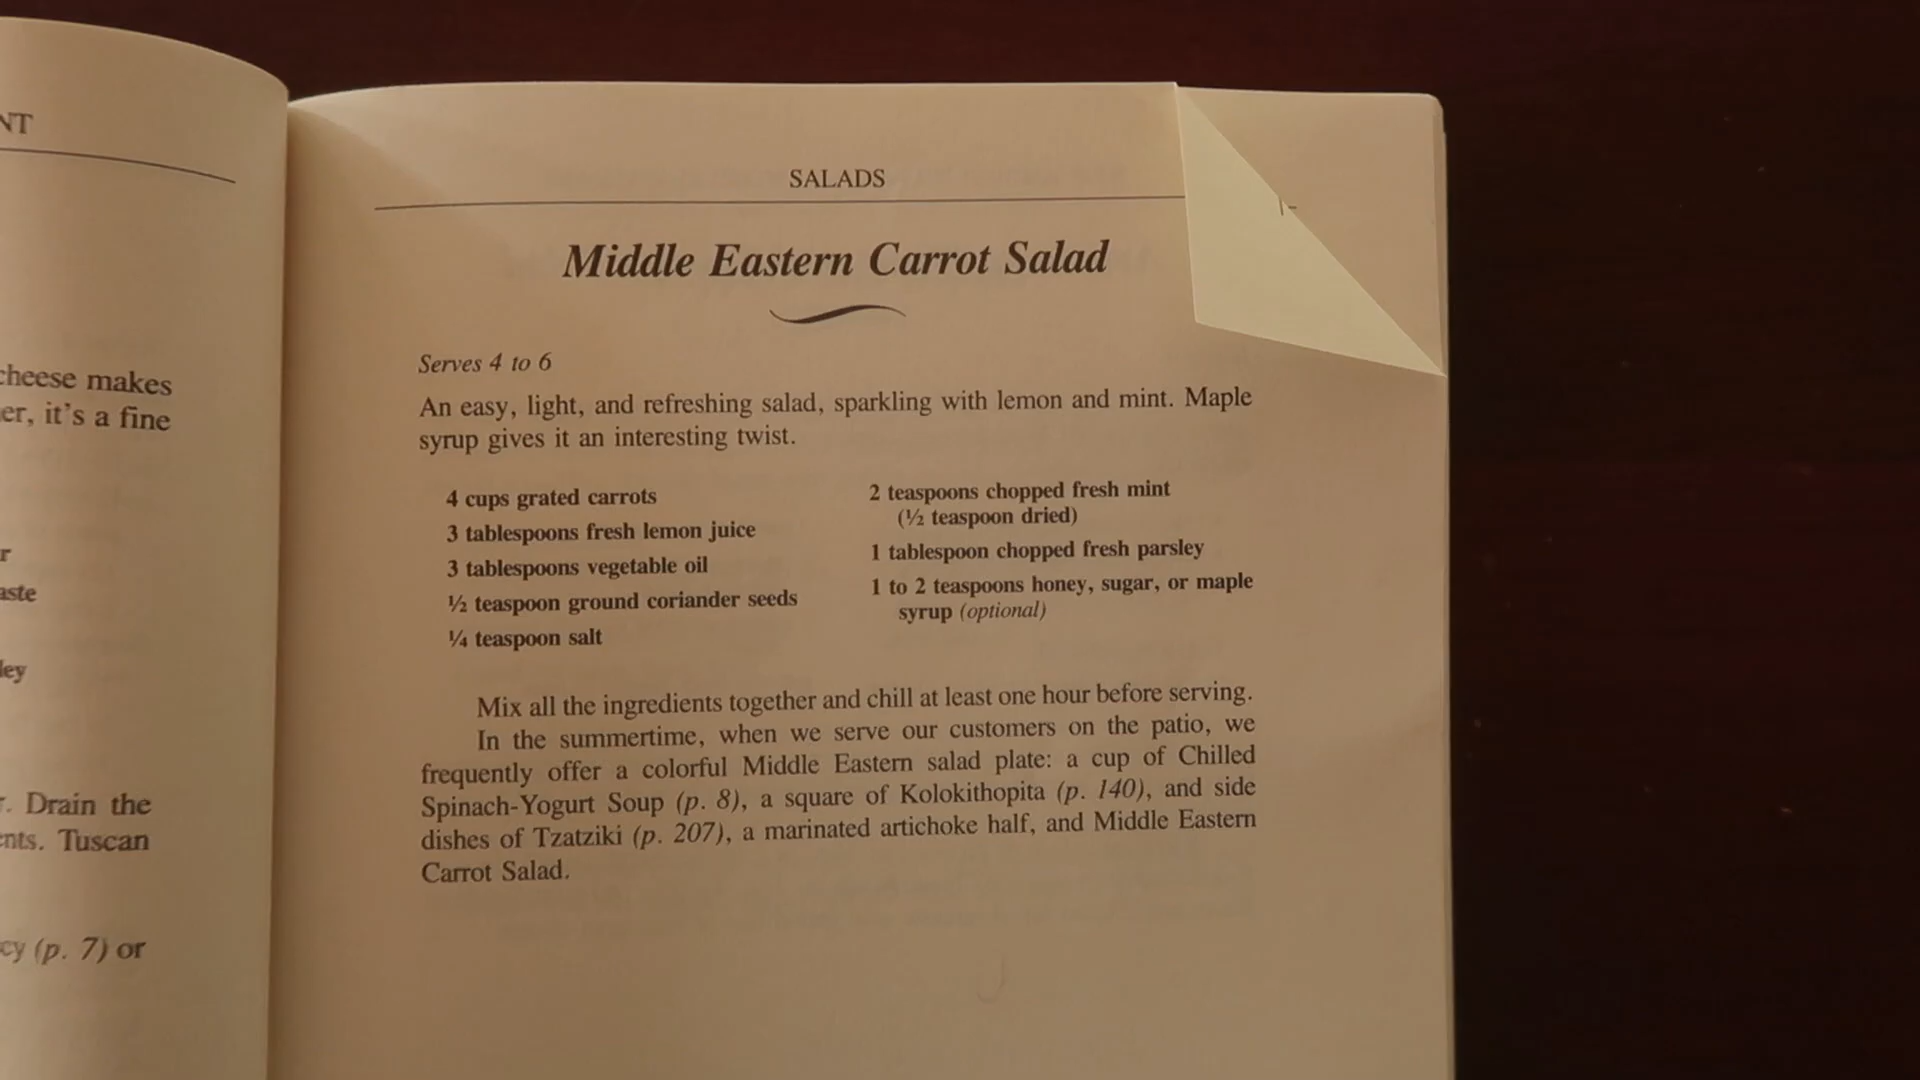 NT
cheese makes
er, it's a fine
r
aste
ley
. Drain the
nts. Tuscan
cy (p. 7) or
SALADS
Middle Eastern Carrot Salad
Serves 4 to 6
An easy, light, and refreshing salad, sparkling with lemon and mint. Maple
syrup gives it an interesting twist.
4 cups grated carrots
3 tablespoons fresh lemon juice
3 tablespoons vegetable oil
½ teaspoon ground coriander seeds
¼ teaspoon salt
2 teaspoons chopped fresh mint
(½ teaspoon dried)
1 tablespoon chopped fresh parsley
1 to 2 teaspoons honey, sugar, or maple
syrup (optional)
Mix all the ingredients together and chill at least one hour before serving.
In the summertime, when we serve our customers on the patio, we
frequently offer a colorful Middle Eastern salad plate: a cup of Chilled
Spinach-Yogurt Soup (p. 8), a square of Kolokithopita (p. 140), and side
dishes of Tzatziki (p. 207), a marinated artichoke half, and Middle Eastern
Carrot Salad.